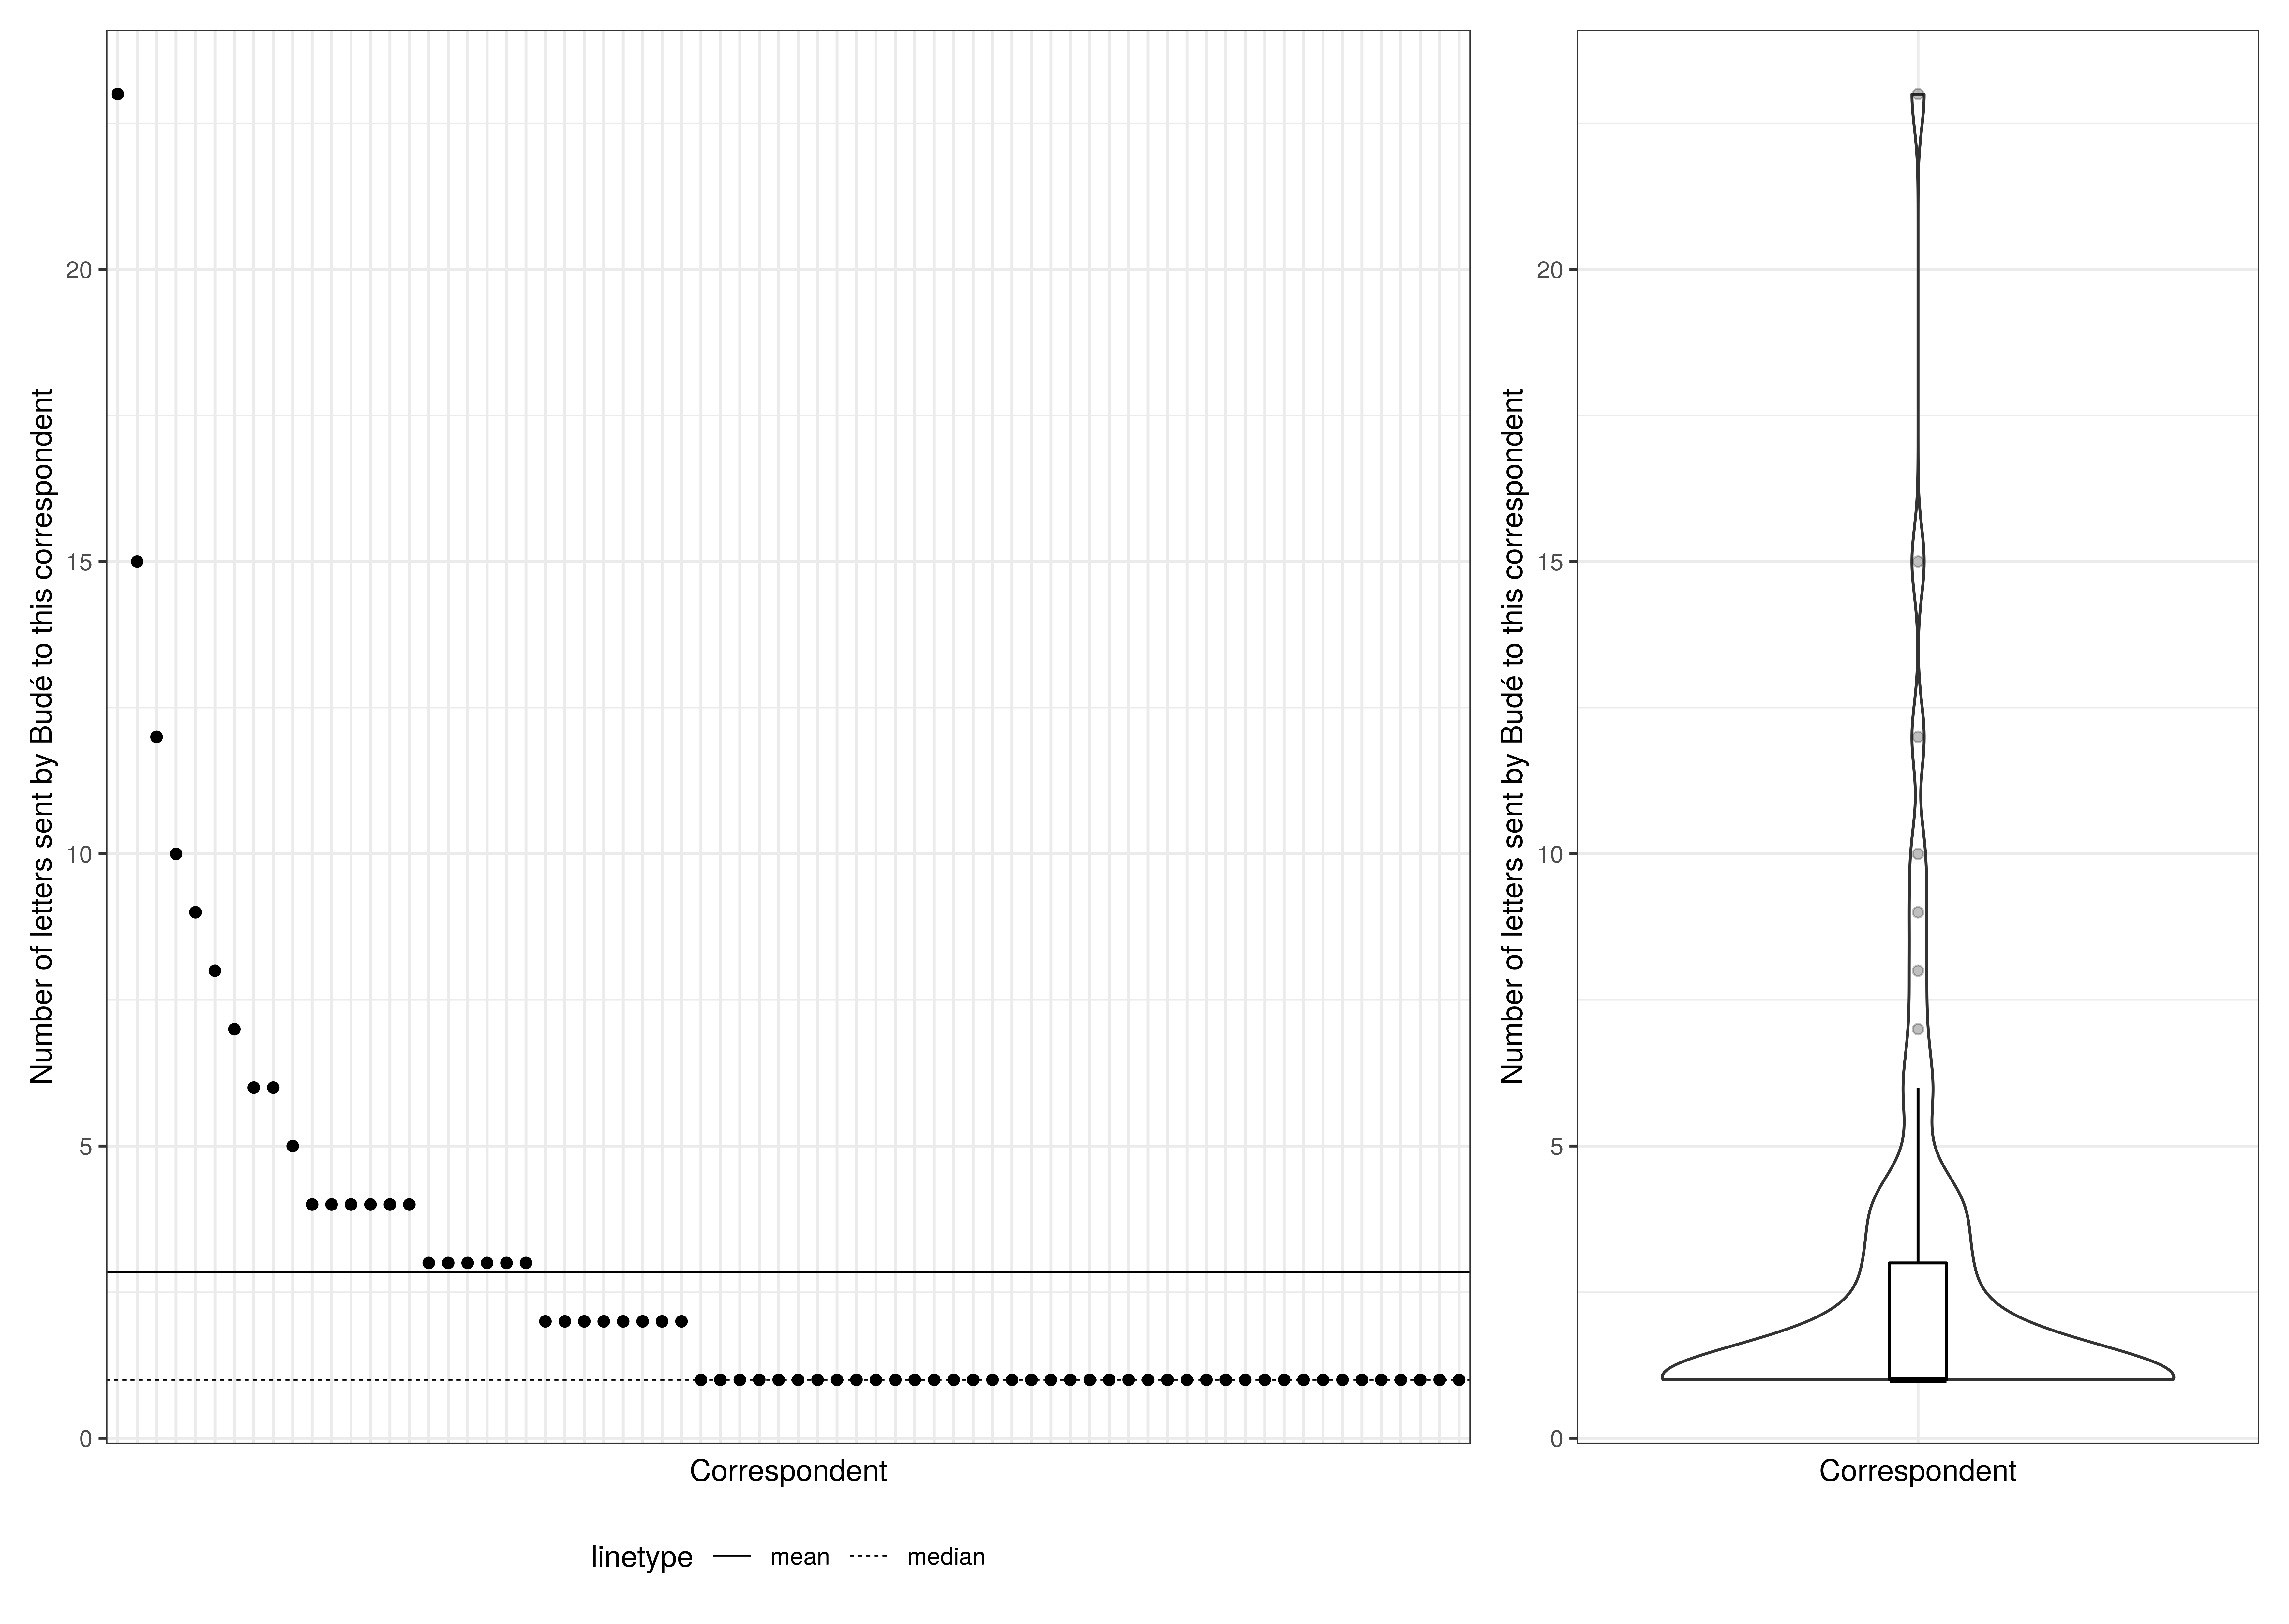 Number of letters sent by Budé to this correspondent
20
15
10
5
0
Correspondent
linetype mean median
Number of letters sent by Budé to this correspondent
20
15
10
5
0
Correspondent